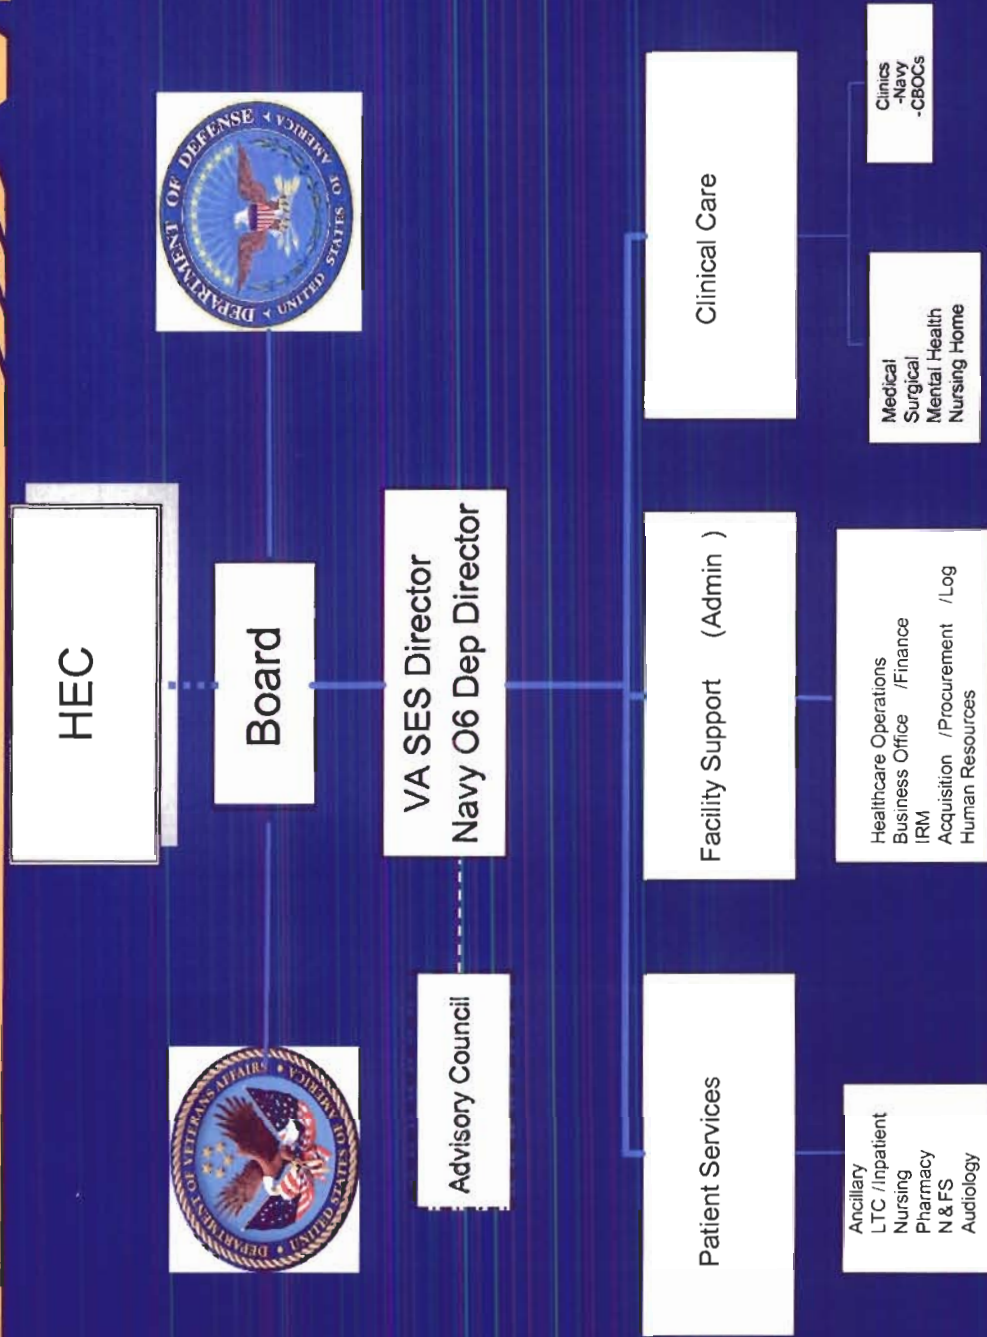 HEC
DEPARTMENT OF VETERANS AFFAIRS
UNITED STATES OF AMERICA
Board
DEPARTMENT OF DEFENSE
UNITED STATES OF AMERICA
Advisory Council
VA SES Director
Navy O6 Dep Director
Patient Services
Facility Support (Admin )
Clinical Care
Ancillary
LTC /Inpatient
Nursing
Pharmacy
N & FS
Audiology
Healthcare Operations
Business Office /Finance
IRM
Acquisition /Procurement /Log
Human Resources
Medical
Surgical
Mental Health
Nursing Home
Clinics
-Navy
-CBOCs